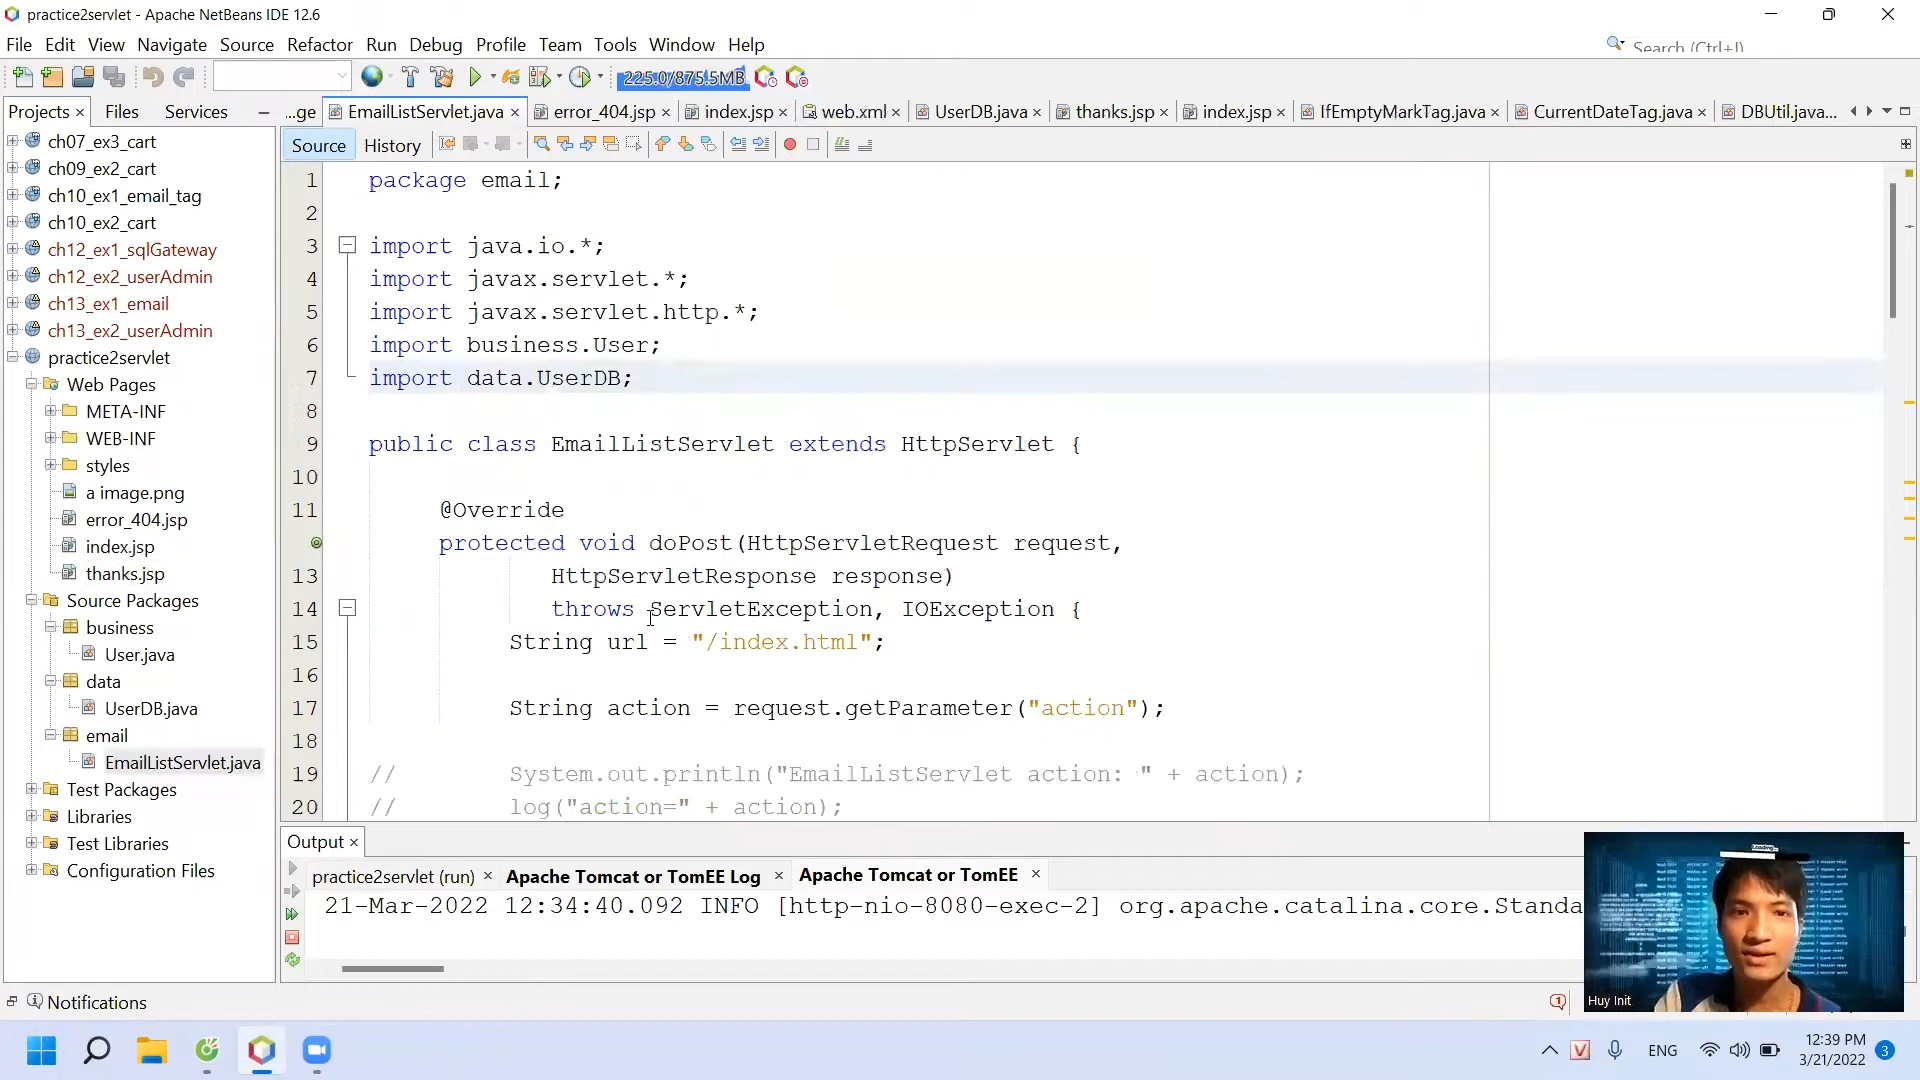 practice2servlet - Apache NetBeans IDE 12.6
File Edit View Navigate Source Refactor Run Debug Profile Team Tools Window Help
Search (Ctrl+I)
225.0/875.5MB
Projects Files Services
...ge EmailListServlet.java error_404.jsp index.jsp web.xml UserDB.java thanks.jsp index.jsp IfEmptyMarkTag.java CurrentDateTag.java DBUtil.java...
Source History
ch07_ex3_cart
ch09_ex2_cart
ch10_ex1_email_tag
ch10_ex2_cart
ch12_ex1_sqlGateway
ch12_ex2_userAdmin
ch13_ex1_email
ch13_ex2_userAdmin
practice2servlet
Web Pages
META-INF
WEB-INF
styles
a image.png
error_404.jsp
index.jsp
thanks.jsp
Source Packages
business
User.java
data
UserDB.java
email
EmailListServlet.java
Test Packages
Libraries
Test Libraries
Configuration Files
1 package email;
2
3 import java.io.*;
4 import javax.servlet.*;
5 import javax.servlet.http.*;
6 import business.User;
7 import data.UserDB;
8
9 public class EmailListServlet extends HttpServlet {
10
11 @Override
protected void doPost(HttpServletRequest request,
13 HttpServletResponse response)
14 throws ServletException, IOException {
15 String url = "/index.html";
16
17 String action = request.getParameter("action");
18
19 // System.out.println("EmailListServlet action: " + action);
20 // log("action=" + action);
Output
practice2servlet (run) Apache Tomcat or TomEE Log Apache Tomcat or TomEE
21-Mar-2022 12:34:40.092 INFO [http-nio-8080-exec-2] org.apache.catalina.core.Standa
Loading...
Huy Init
Notifications
ENG
12:39 PM
3/21/2022
3